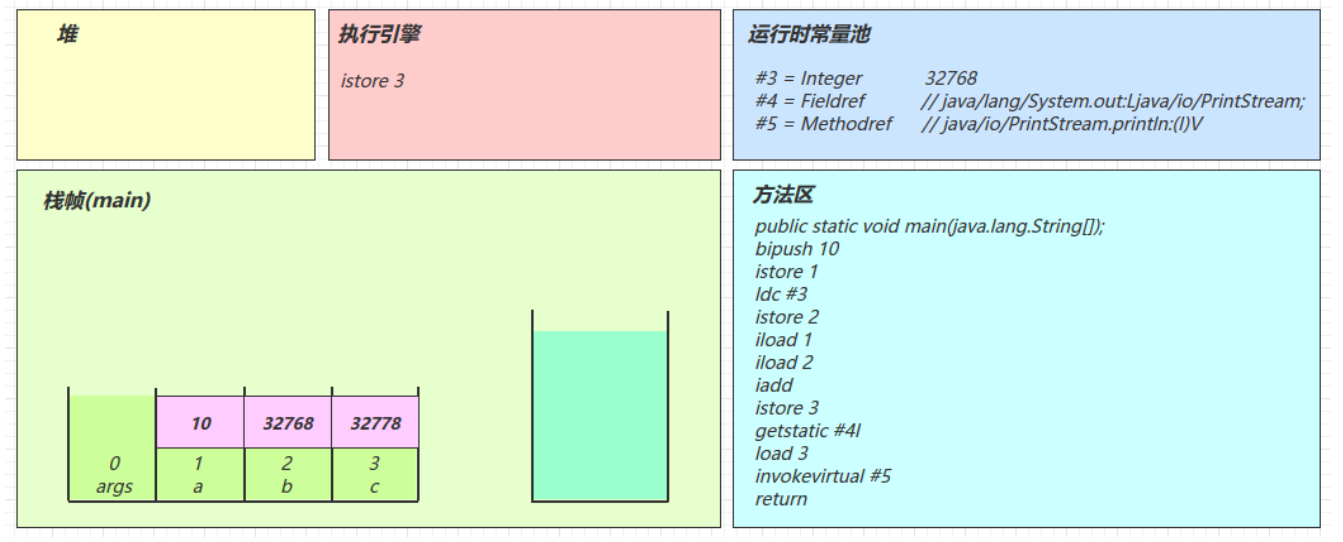 堆
执行引擎
istore 3
运行时常量池
#3 = Integer 32768
#4 = Fieldref // java/lang/System.out:Ljava/io/PrintStream;
#5 = Methodref // java/io/PrintStream.println:(I)V
栈帧(main)
10 32768 32778
0 1 2 3
args a b c
方法区
public static void main(java.lang.String[]);
bipush 10
istore 1
ldc #3
istore 2
iload 1
iload 2
iadd
istore 3
getstatic #4I
load 3
invokevirtual #5
return